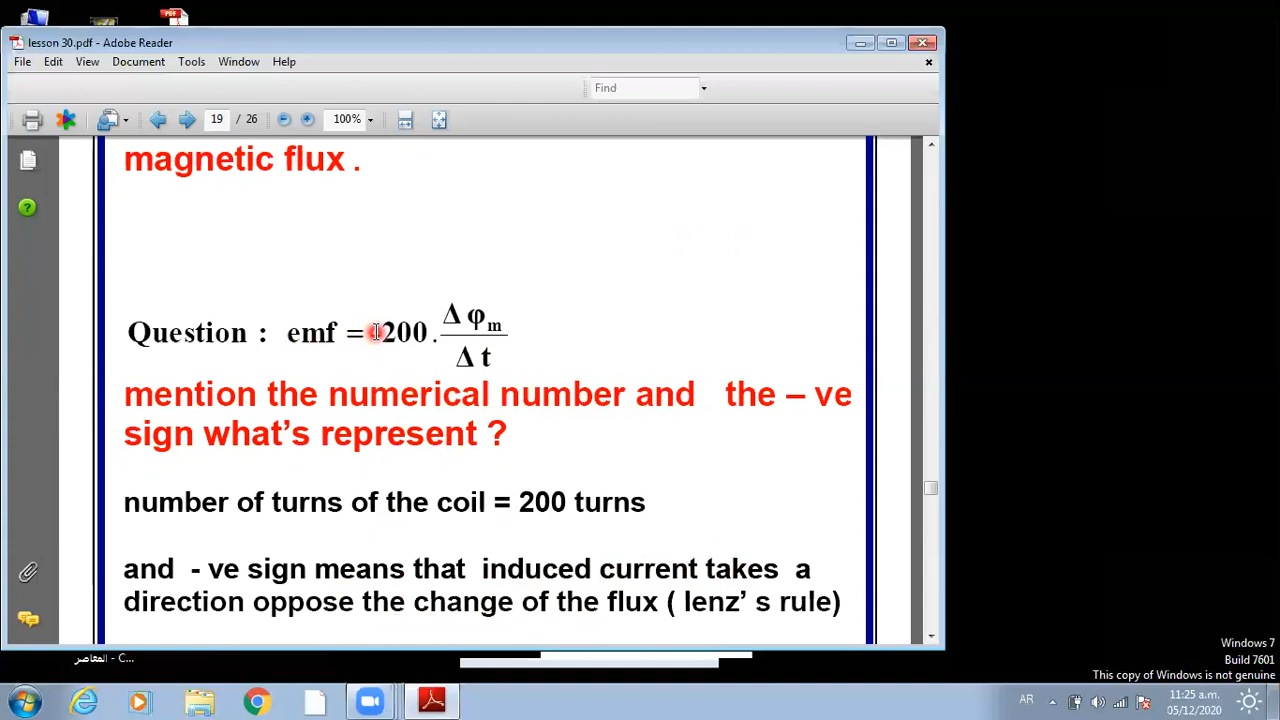 lesson 30.pdf - Adobe Reader
File Edit View Document Tools Window Help
Find
19 / 26 100%
magnetic flux .
Question : emf = 200 . Δ φm / Δ t
mention the numerical number and the – ve
sign what's represent ?
number of turns of the coil = 200 turns
and - ve sign means that induced current takes a
direction oppose the change of the flux ( lenz' s rule)
المعاصر - C...
Windows 7
Build 7601
This copy of Windows is not genuine
AR
11:25 a.m.
05/12/2020